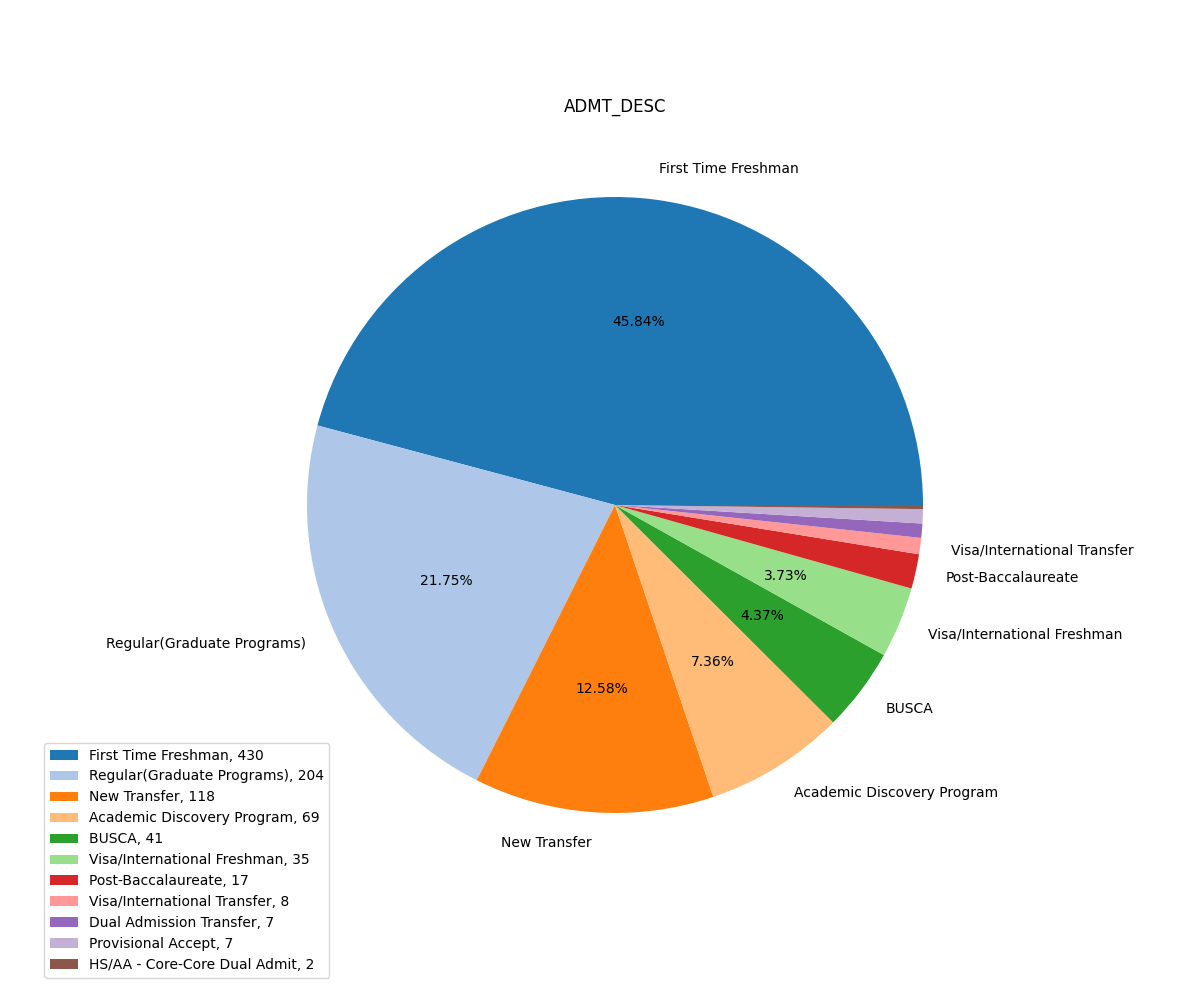 ADMT_DESC
First Time Freshman
45.84%
21.75%
Regular(Graduate Programs)
12.58%
New Transfer
7.36%
Academic Discovery Program
4.37%
BUSCA
3.73%
Visa/International Freshman
Post-Baccalaureate
Visa/International Transfer
First Time Freshman, 430
Regular(Graduate Programs), 204
New Transfer, 118
Academic Discovery Program, 69
BUSCA, 41
Visa/International Freshman, 35
Post-Baccalaureate, 17
Visa/International Transfer, 8
Dual Admission Transfer, 7
Provisional Accept, 7
HS/AA - Core-Core Dual Admit, 2